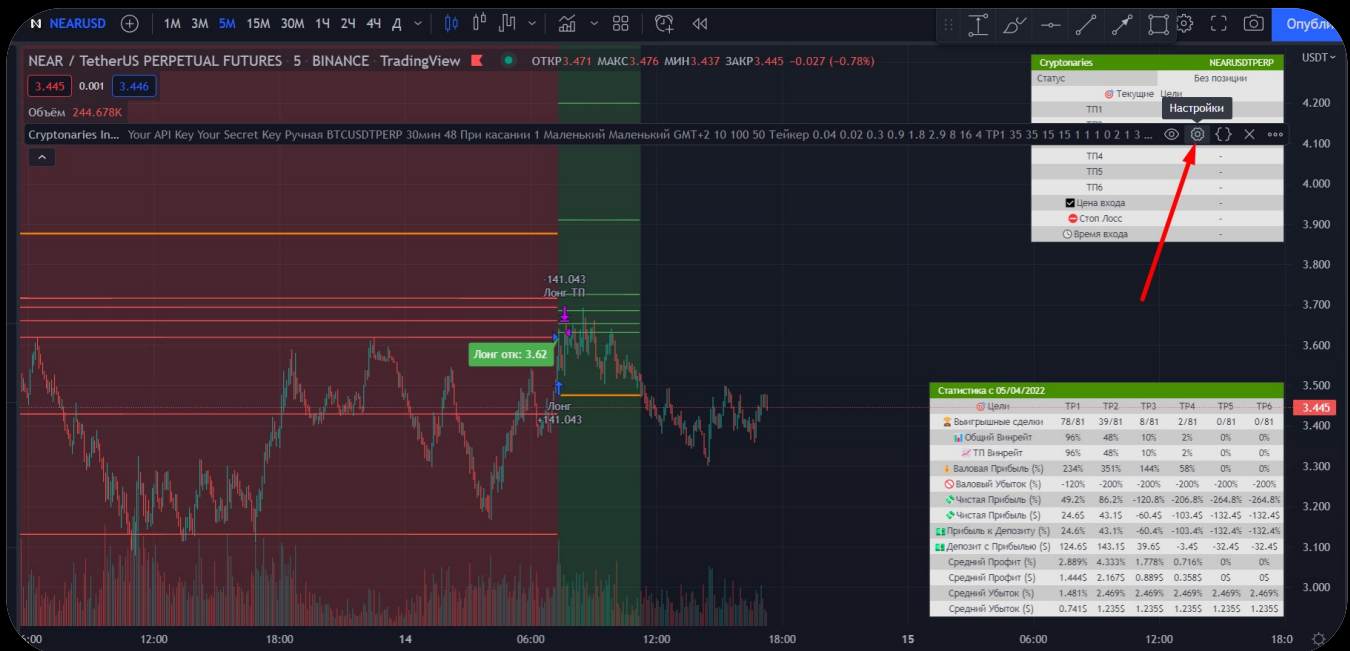 N NEARUSD 1М 3М 5М 15М 30М 1Ч 2Ч 4Ч Д
NEAR / TetherUS PERPETUAL FUTURES · 5 · BINANCE · TradingView ОТКР3.471 МАКС3.476 МИН3.437 ЗАКР3.445 -0.027 (-0.78%)
3.445 0.001 3.446
Объём 244.678K
Cryptonaries In... Your API Key Your Secret Key Ручная BTCUSDTPERP 30мин 48 При касании 1 Маленький Маленький GMT+2 10 100 50 Тейкер 0.04 0.02 0.3 0.9 1.8 2.9 8 16 4 TP1 35 35 15 15 1 1 1 0 2 1 3 ...
Настройки
Cryptonaries NEARUSDTPERP
Статус Без позиции
Текущие Цели
ТП1
ТП4 -
ТП5 -
ТП6 -
Цена входа -
Стоп Лосс -
Время входа -
USDT
4.200
4.100
4.000
3.900
3.800
3.700
3.600
3.500
3.445
3.400
3.300
3.200
3.100
3.000
-141.043
Лонг ТП
Лонг отк: 3.62
Лонг
+141.043
Статистика с 05/04/2022
Цели TP1 TP2 TP3 TP4 TP5 TP6
Выигрышные сделки 78/81 39/81 8/81 2/81 0/81 0/81
Общий Винрейт 96% 48% 10% 2% 0% 0%
ТП Винрейт 96% 48% 10% 2% 0% 0%
Валовая Прибыль (%) 234% 351% 144% 58% 0% 0%
Валовый Убыток (%) -120% -200% -200% -200% -200% -200%
Чистая Прибыль (%) 49.2% 86.2% -120.8% -206.8% -264.8% -264.8%
Чистая Прибыль ($) 24.6$ 43.1$ -60.4$ -103.4$ -132.4$ -132.4$
Прибыль к Депозиту (%) 24.6% 43.1% -60.4% -103.4% -132.4% -132.4%
Депозит с Прибылью ($) 124.6$ 143.1$ 39.6$ -3.4$ -32.4$ -32.4$
Средний Профит (%) 2.889% 4.333% 1.778% 0.716% 0% 0%
Средний Профит ($) 1.444$ 2.167$ 0.889$ 0.358$ 0$ 0$
Средний Убыток (%) 1.481% 2.469% 2.469% 2.469% 2.469% 2.469%
Средний Убыток ($) 0.741$ 1.235$ 1.235$ 1.235$ 1.235$ 1.235$
12:00 18:00 14 06:00 12:00 18:00 15 06:00 12:00 18:0